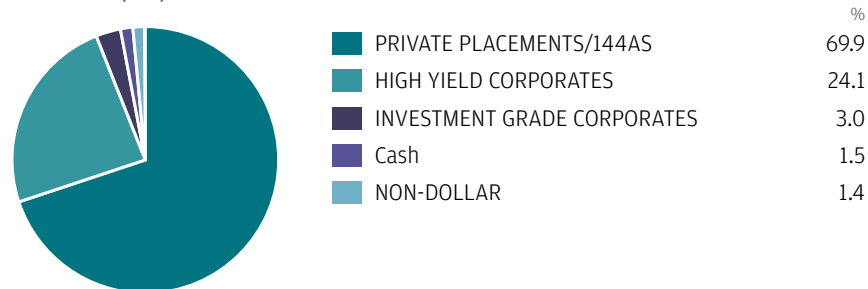 %
PRIVATE PLACEMENTS/144AS 69.9
HIGH YIELD CORPORATES 24.1
INVESTMENT GRADE CORPORATES 3.0
Cash 1.5
NON-DOLLAR 1.4